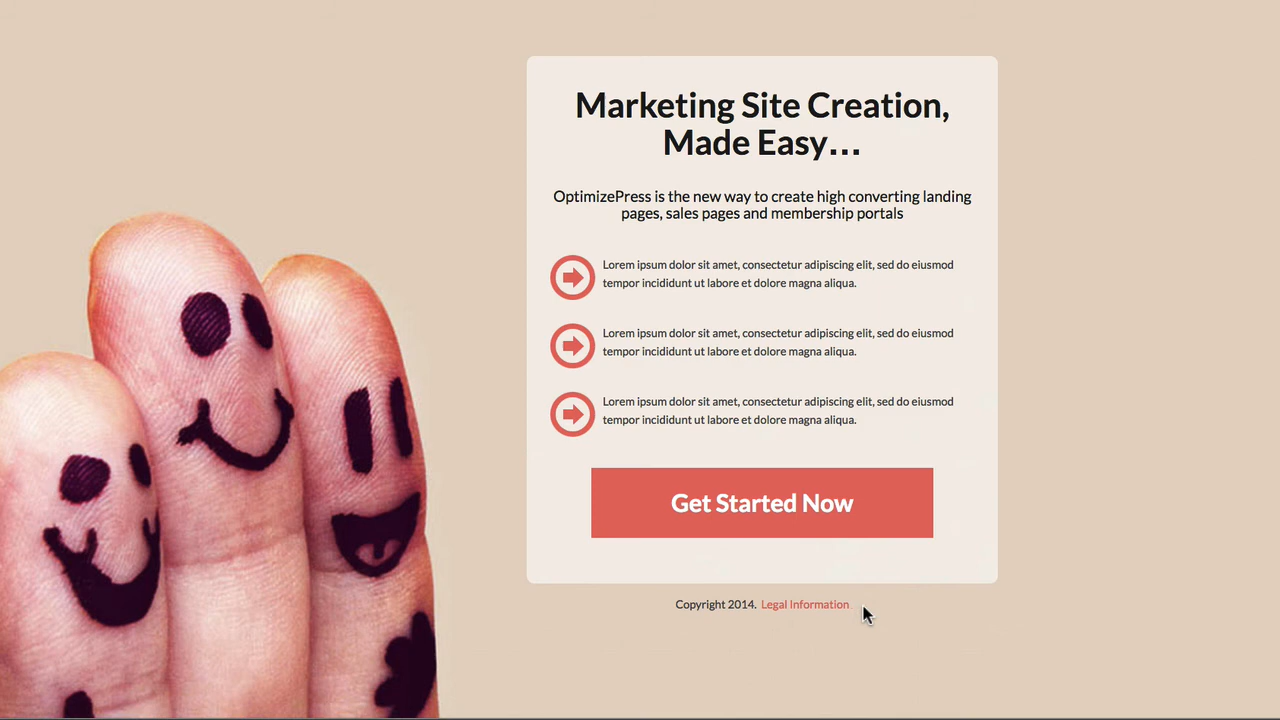 Marketing Site Creation,
Made Easy…
OptimizePress is the new way to create high converting landing
pages, sales pages and membership portals
Lorem ipsum dolor sit amet, consectetur adipiscing elit, sed do eiusmod
tempor incididunt ut labore et dolore magna aliqua.
Lorem ipsum dolor sit amet, consectetur adipiscing elit, sed do eiusmod
tempor incididunt ut labore et dolore magna aliqua.
Lorem ipsum dolor sit amet, consectetur adipiscing elit, sed do eiusmod
tempor incididunt ut labore et dolore magna aliqua.
Get Started Now
Copyright 2014. Legal Information